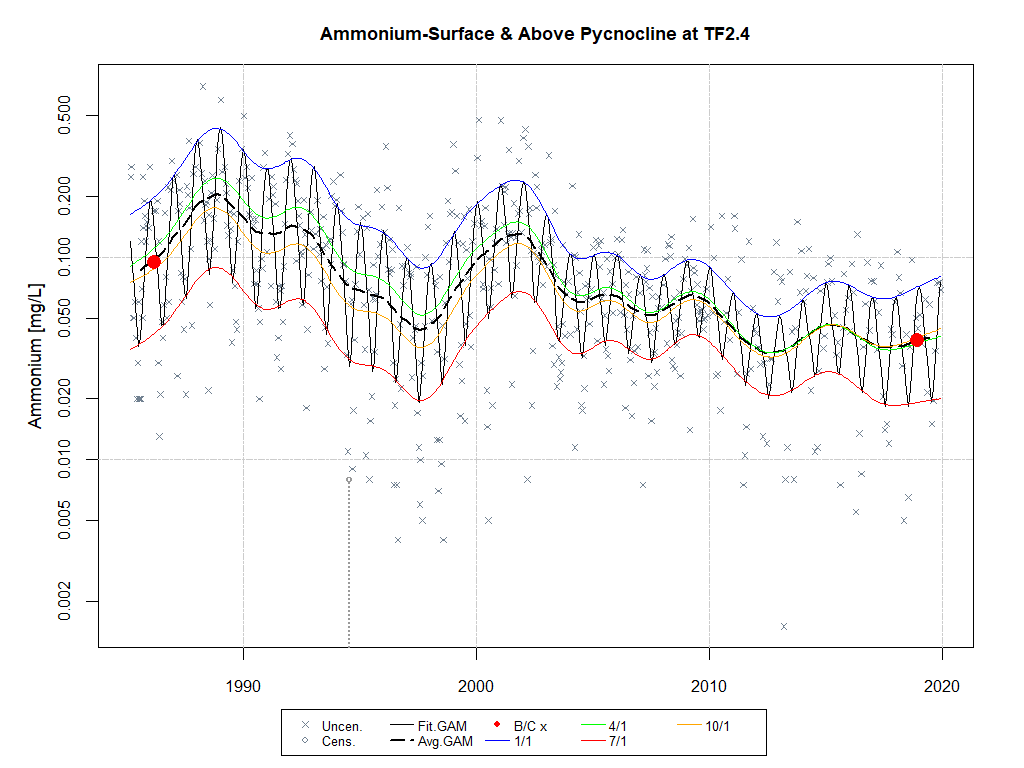 Ammonium-Surface & Above Pycnocline at TF2.4
Ammonium [mg/L]
0.500
0.200
0.100
0.050
0.020
0.010
0.005
0.002
1990 2000 2010 2020
Uncen. Fit.GAM B/C x 4/1 10/1
Cens. Avg.GAM 1/1 7/1